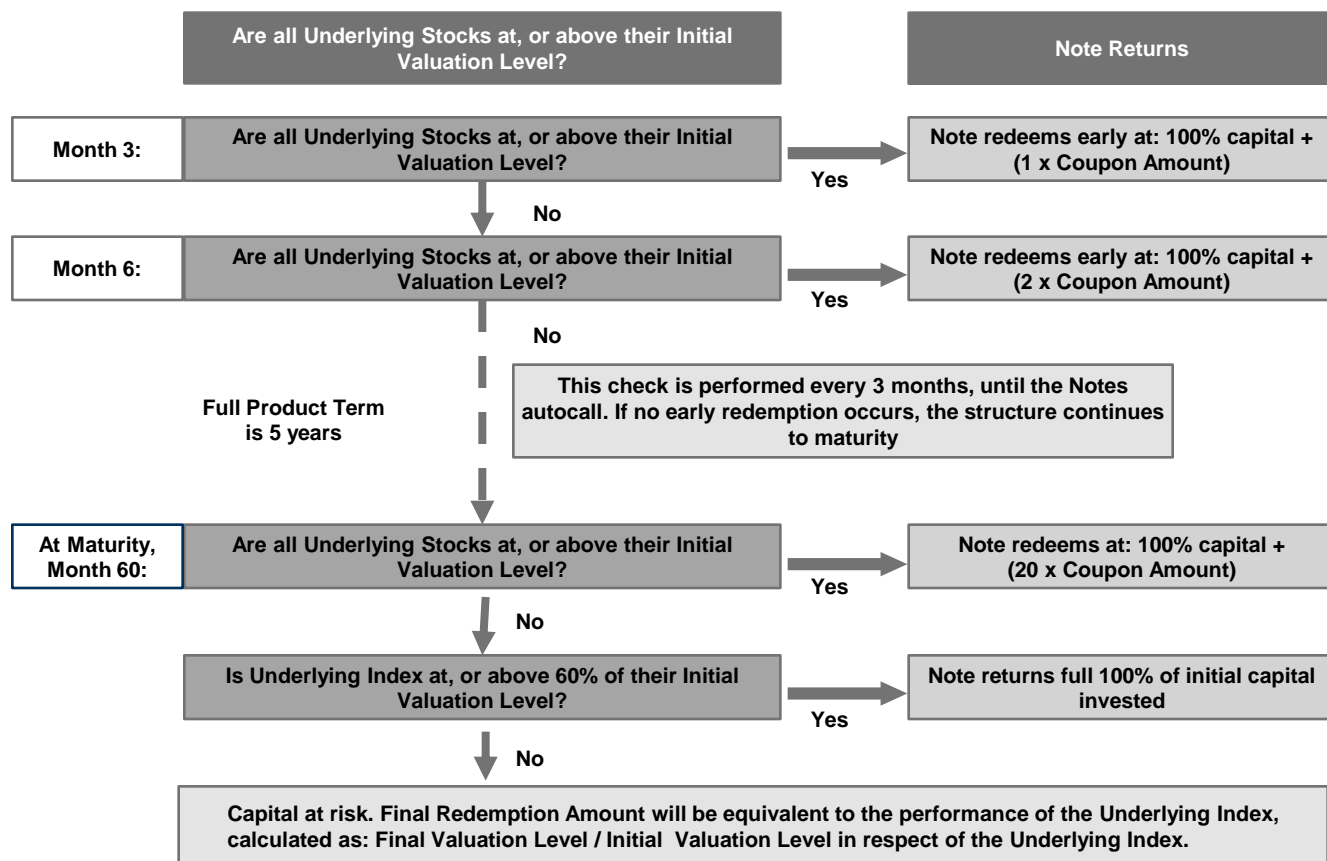 Are all Underlying Stocks at, or above their Initial
Valuation Level?
Note Returns
Month 3:
Are all Underlying Stocks at, or above their Initial
Valuation Level?
Yes
Note redeems early at: 100% capital +
(1 x Coupon Amount)
No
Month 6:
Are all Underlying Stocks at, or above their Initial
Valuation Level?
Yes
Note redeems early at: 100% capital +
(2 x Coupon Amount)
No
Full Product Term
is 5 years
This check is performed every 3 months, until the Notes
autocall. If no early redemption occurs, the structure continues
to maturity
At Maturity,
Month 60:
Are all Underlying Stocks at, or above their Initial
Valuation Level?
Yes
Note redeems at: 100% capital +
(20 x Coupon Amount)
No
Is Underlying Index at, or above 60% of their Initial
Valuation Level?
Yes
Note returns full 100% of initial capital
invested
No
Capital at risk. Final Redemption Amount will be equivalent to the performance of the Underlying Index,
calculated as: Final Valuation Level / Initial Valuation Level in respect of the Underlying Index.